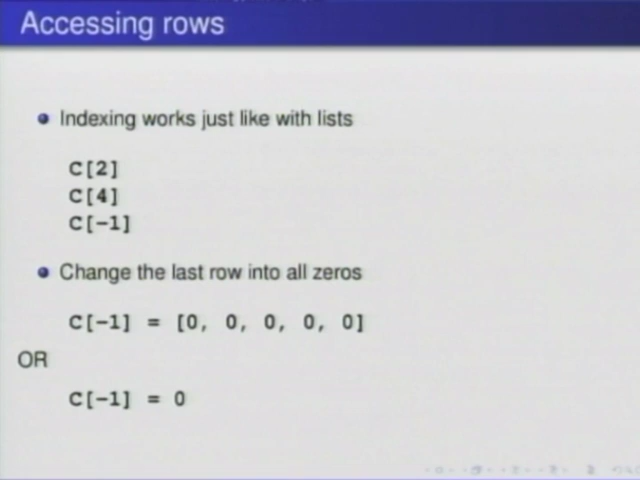 Accessing rows
Indexing works just like with lists
C[2]
C[4]
C[-1]
Change the last row into all zeros
C[-1] = [0, 0, 0, 0, 0]
OR
C[-1] = 0